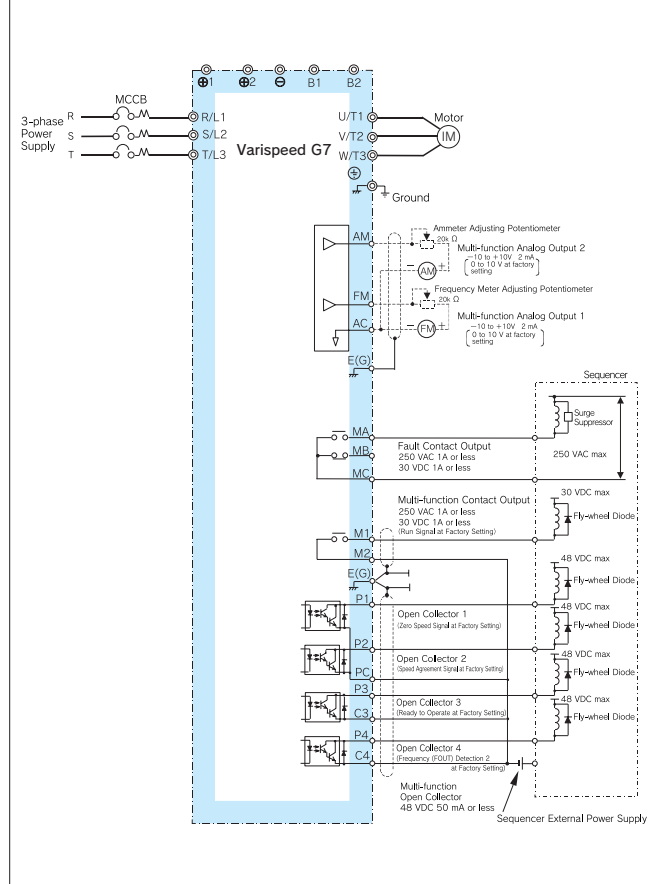 ⊕1 ⊕2 ⊖ B1 B2
MCCB
3-phase
Power
Supply
R
S
T
R/L1
S/L2
T/L3
Varispeed G7
U/T1
V/T2
W/T3
Motor
IM
Ground
AM
Ammeter Adjusting Potentiometer
20k Ω
Multi-function Analog Output 2
−10 to +10V 2 mA
0 to 10 V at factory
setting
− AM +
FM
Frequency Meter Adjusting Potentiometer
20k Ω
Multi-function Analog Output 1
−10 to +10V 2 mA
0 to 10 V at factory
setting
AC
− FM +
E(G)
Sequencer
Surge
Suppressor
250 VAC max
MA
MB
MC
Fault Contact Output
250 VAC 1A or less
30 VDC 1A or less
30 VDC max
Fly-wheel Diode
Multi-function Contact Output
250 VAC 1A or less
30 VDC 1A or less
(Run Signal at Factory Setting)
M1
M2
E(G)
48 VDC max
Fly-wheel Diode
P1
Open Collector 1
(Zero Speed Signal at Factory Setting)
48 VDC max
Fly-wheel Diode
P2
PC
Open Collector 2
(Speed Agreement Signal at Factory Setting)
48 VDC max
Fly-wheel Diode
P3
C3
Open Collector 3
(Ready to Operate at Factory Setting)
48 VDC max
Fly-wheel Diode
P4
C4
Open Collector 4
(Frequency (FOUT) Detection 2
at Factory Setting)
Multi-function
Open Collector
48 VDC 50 mA or less
Sequencer External Power Supply